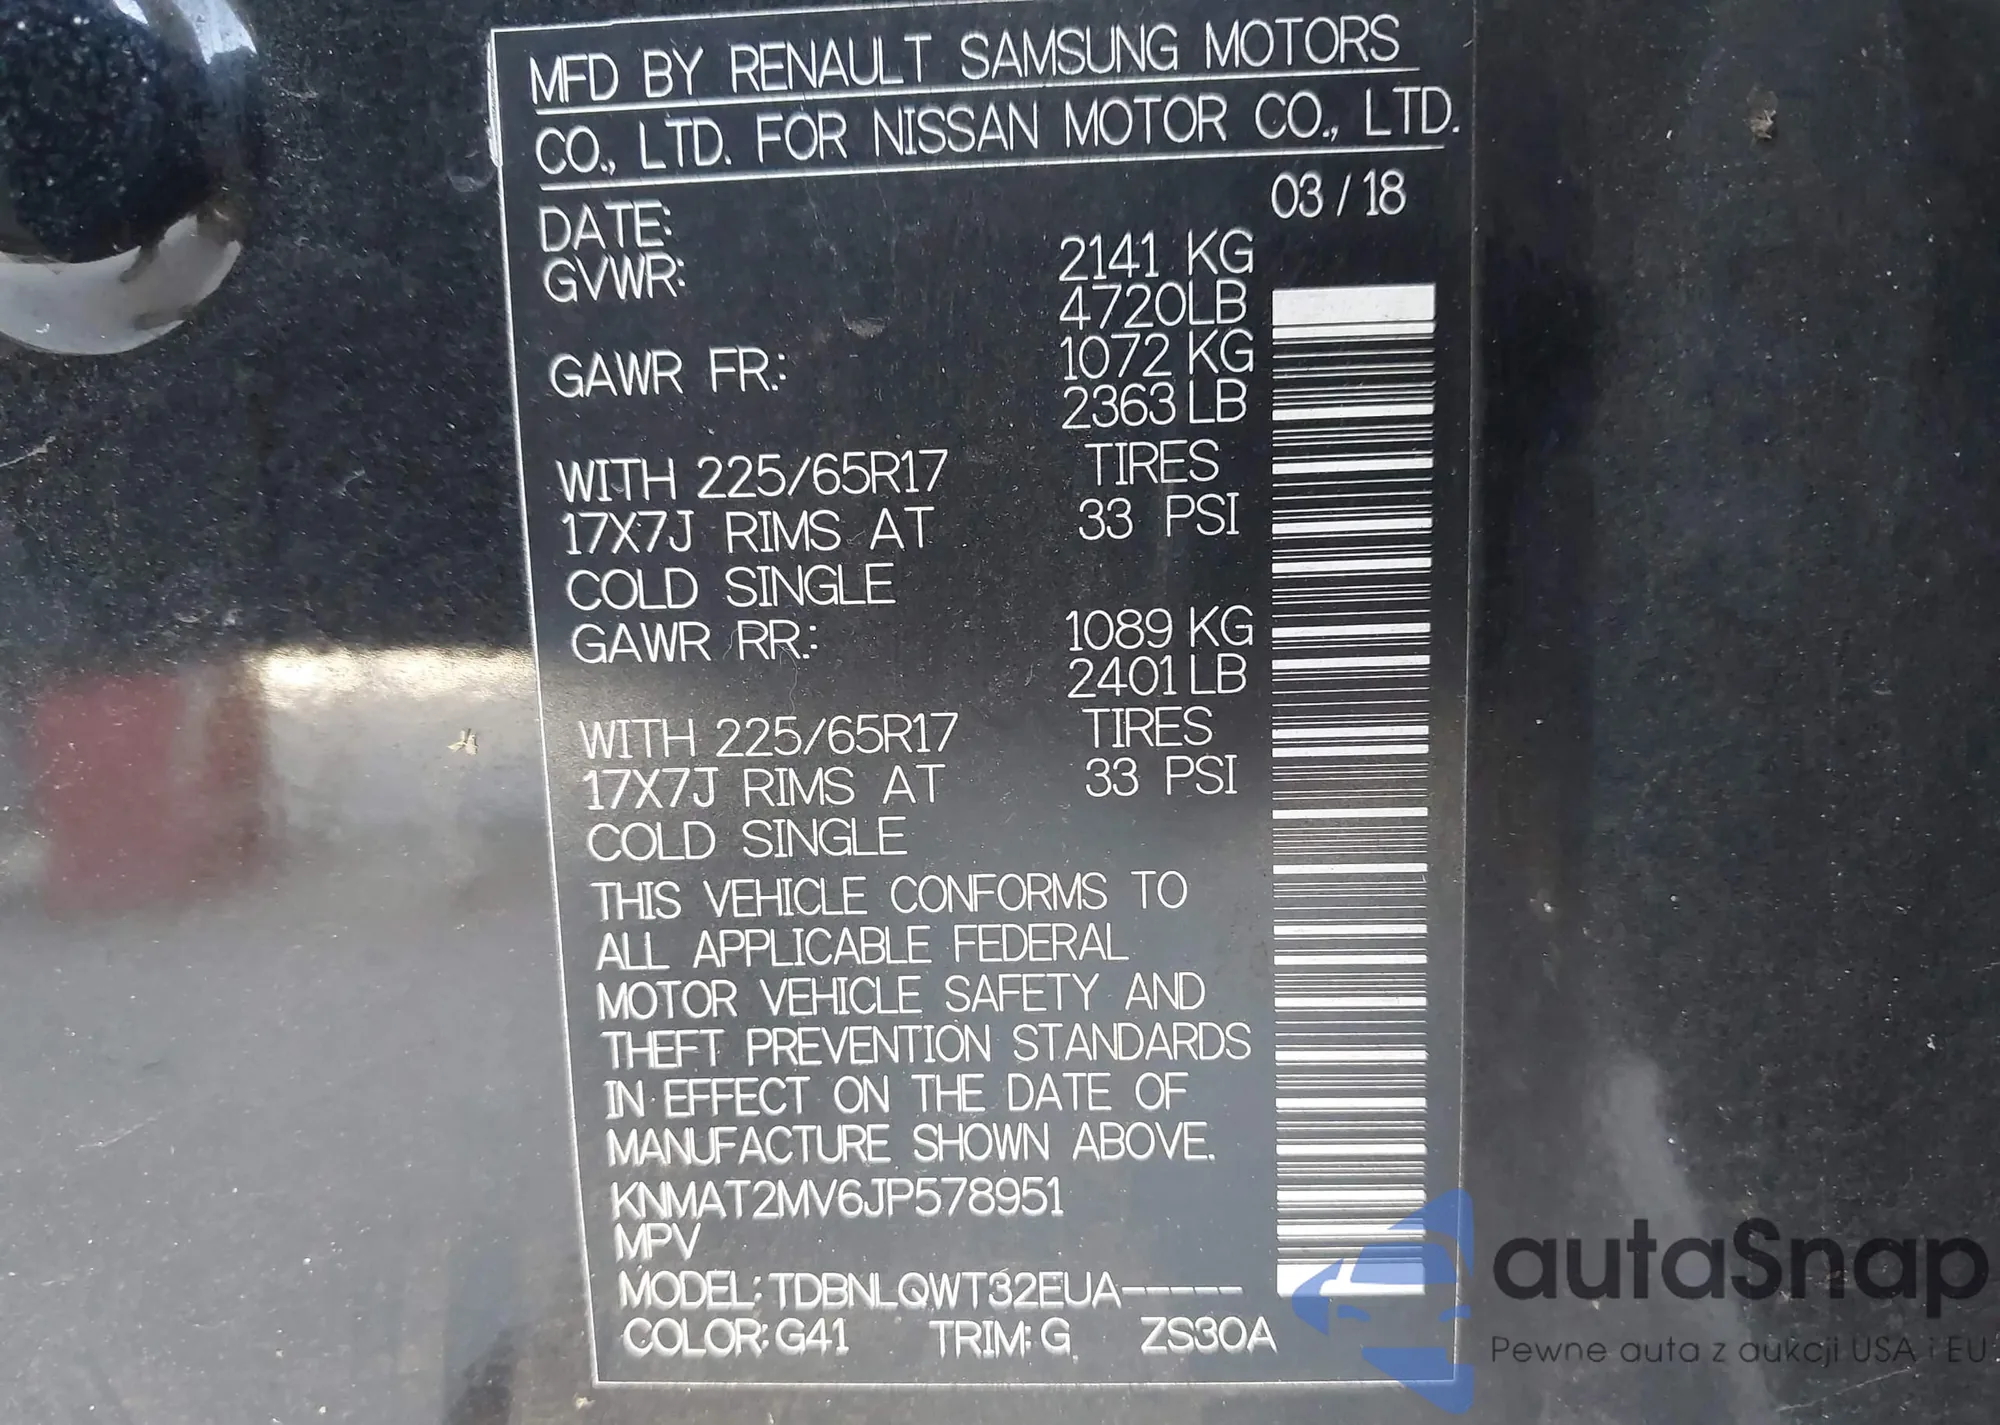 MFD BY RENAULT SAMSUNG MOTORS
CO., LTD. FOR NISSAN MOTOR CO., LTD.
DATE: 03 / 18
GVWR: 2141 KG
4720LB
GAWR FR.: 1072 KG
2363 LB
WITH 225/65R17 TIRES
17X7J RIMS AT 33 PSI
COLD SINGLE
GAWR RR.: 1089 KG
2401 LB
WITH 225/65R17 TIRES
17X7J RIMS AT 33 PSI
COLD SINGLE
THIS VEHICLE CONFORMS TO
ALL APPLICABLE FEDERAL
MOTOR VEHICLE SAFETY AND
THEFT PREVENTION STANDARDS
IN EFFECT ON THE DATE OF
MANUFACTURE SHOWN ABOVE.
KNMAT2MV6JP578951
MPV
MODEL: TDBNLQWT32EUA-----
COLOR: G41 TRIM: G ZS30A
autaSnap
Pewne auta z aukcji USA i EU